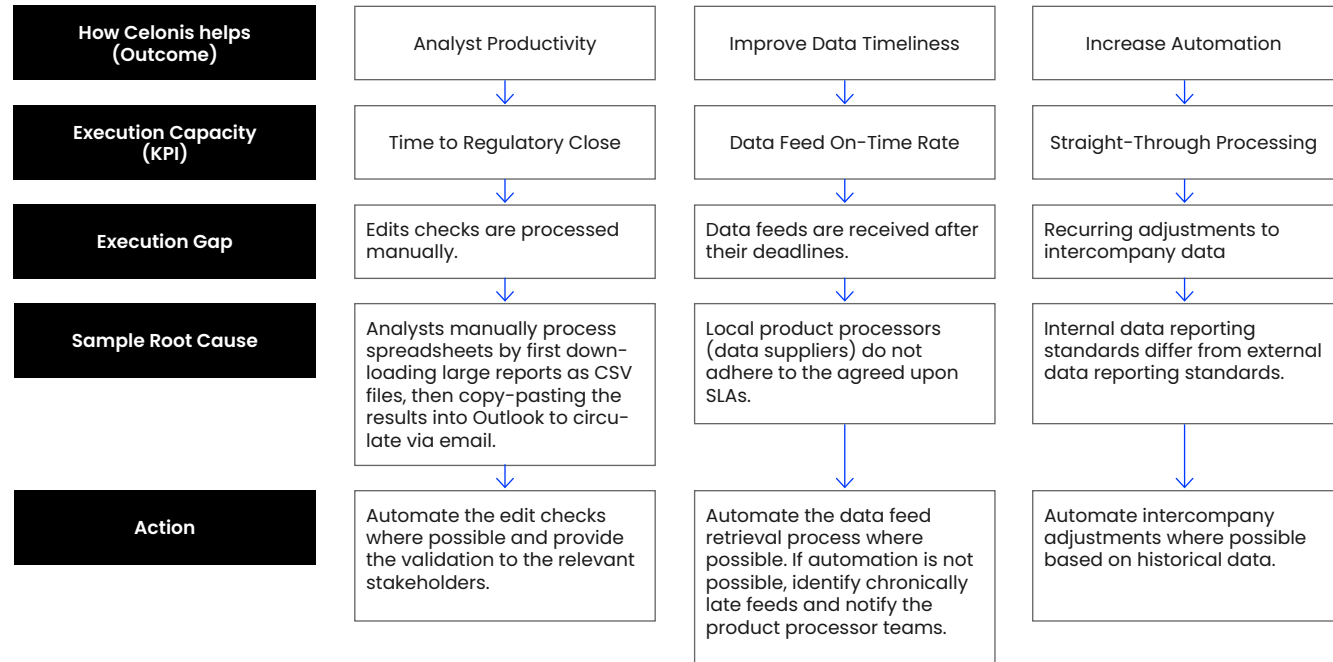 How Celonis helps
(Outcome)
Analyst Productivity
Improve Data Timeliness
Increase Automation
Execution Capacity
(KPI)
Time to Regulatory Close
Data Feed On-Time Rate
Straight-Through Processing
Execution Gap
Edits checks are processed
manually.
Data feeds are received after
their deadlines.
Recurring adjustments to
intercompany data
Sample Root Cause
Analysts manually process
spreadsheets by first down-
loading large reports as CSV
files, then copy-pasting the
results into Outlook to circu-
late via email.
Local product processors
(data suppliers) do not
adhere to the agreed upon
SLAs.
Internal data reporting
standards differ from external
data reporting standards.
Action
Automate the edit checks
where possible and provide
the validation to the relevant
stakeholders.
Automate the data feed
retrieval process where
possible. If automation is not
possible, identify chronically
late feeds and notify the
product processor teams.
Automate intercompany
adjustments where possible
based on historical data.